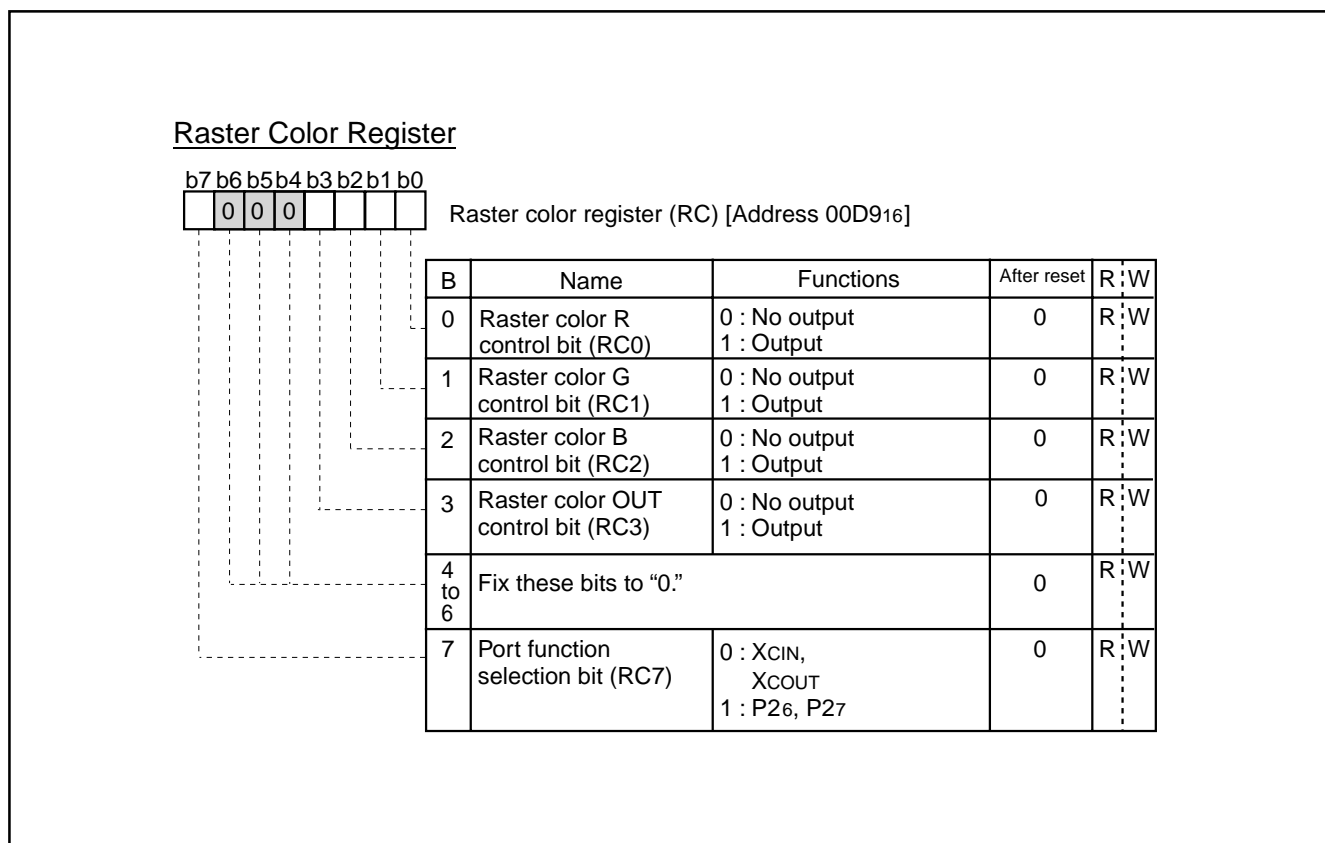 Raster Color Register
b7 b6 b5 b4 b3 b2 b1 b0
0 0 0
Raster color register (RC) [Address 00D916]
B Name Functions After reset R W
0 Raster color R control bit (RC0) 0 : No output 0 R W
1 : Output
1 Raster color G control bit (RC1) 0 : No output 0 R W
1 : Output
2 Raster color B control bit (RC2) 0 : No output 0 R W
1 : Output
3 Raster color OUT control bit (RC3) 0 : No output 0 R W
1 : Output
4 to 6 Fix these bits to “0.” 0 R W
7 Port function selection bit (RC7) 0 : XCIN, 0 R W
XCOUT
1 : P26, P27